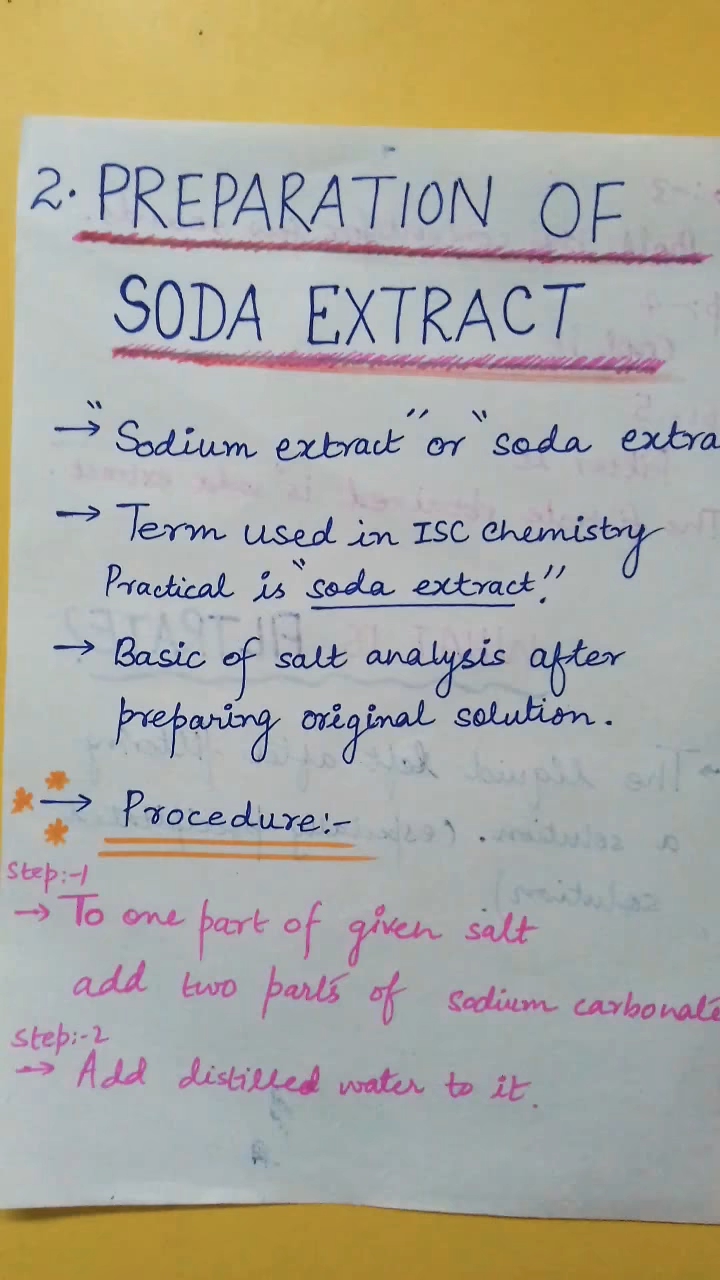 2. PREPARATION OF
SODA EXTRACT
→ "Sodium extract" or "soda extra
→ Term used in ISC chemistry
Practical is "soda extract".
→ Basic of salt analysis after
preparing original solution.
→ Procedure:-
Step:-1
→ To one part of given salt
add two parts of sodium carbonate
Step:-2
→ Add distilled water to it.